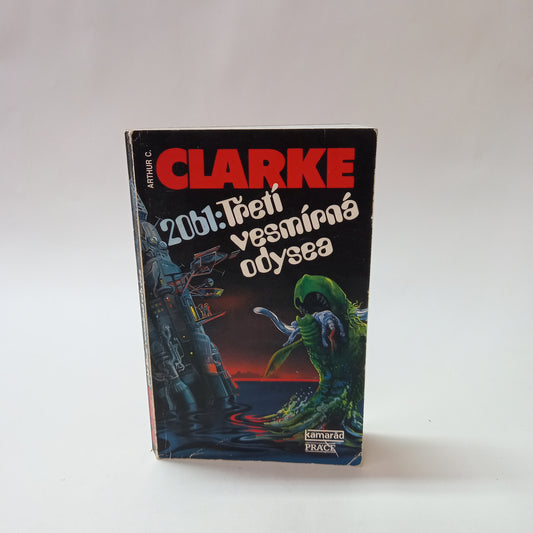 ARTHUR C.
CLARKE
2061: Třetí
vesmírná
odysea
kamarád
PRÁCE